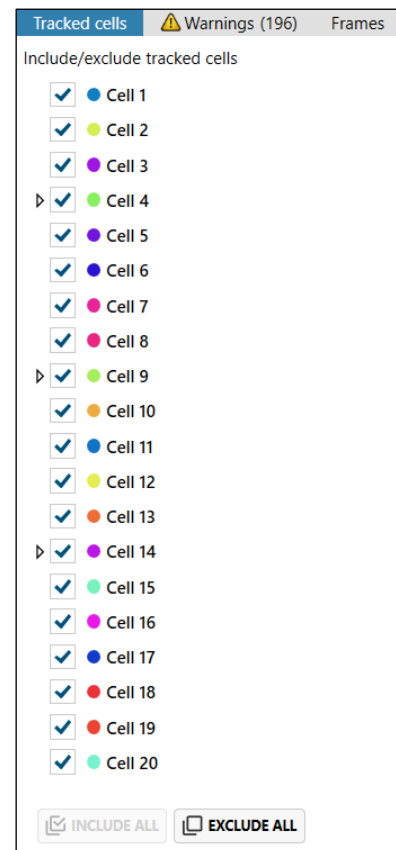 Tracked cells Warnings (196) Frames
Include/exclude tracked cells
Cell 1
Cell 2
Cell 3
Cell 4
Cell 5
Cell 6
Cell 7
Cell 8
Cell 9
Cell 10
Cell 11
Cell 12
Cell 13
Cell 14
Cell 15
Cell 16
Cell 17
Cell 18
Cell 19
Cell 20
INCLUDE ALL EXCLUDE ALL